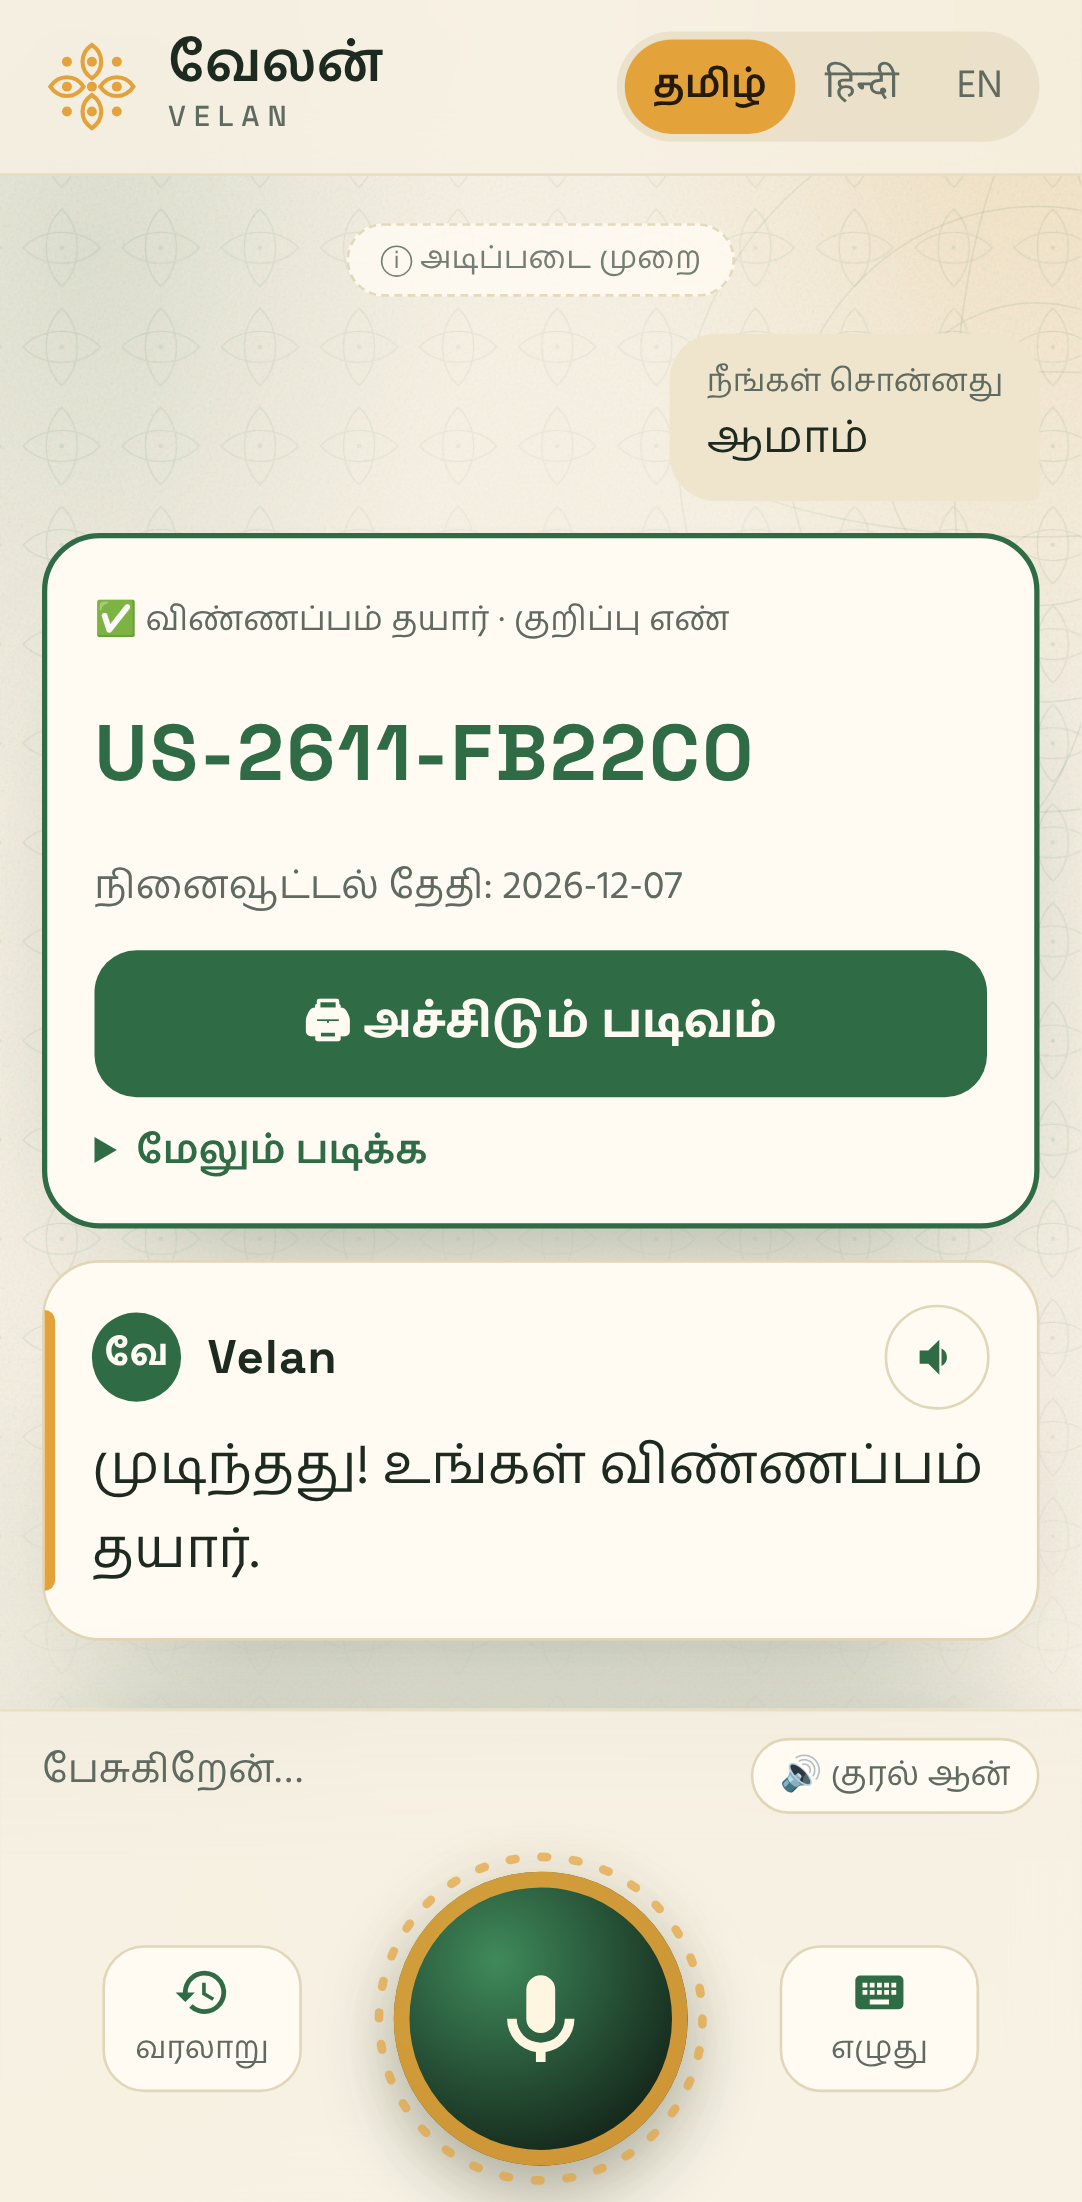 வேலன்
VELAN
தமிழ் हिन्दी EN
ⓘ அடிப்படை முறை
நீங்கள் சொன்னது
ஆமாம்
✅ விண்ணப்பம் தயார் · குறிப்பு எண்
US-2611-FB22C0
நினைவூட்டல் தேதி: 2026-12-07
🖨 அச்சிடும் படிவம்
▶ மேலும் படிக்க
வே Velan
முடிந்தது! உங்கள் விண்ணப்பம்
தயார்.
பேசுகிறேன்...
🔊 குரல் ஆன்
வரலாறு
எழுது